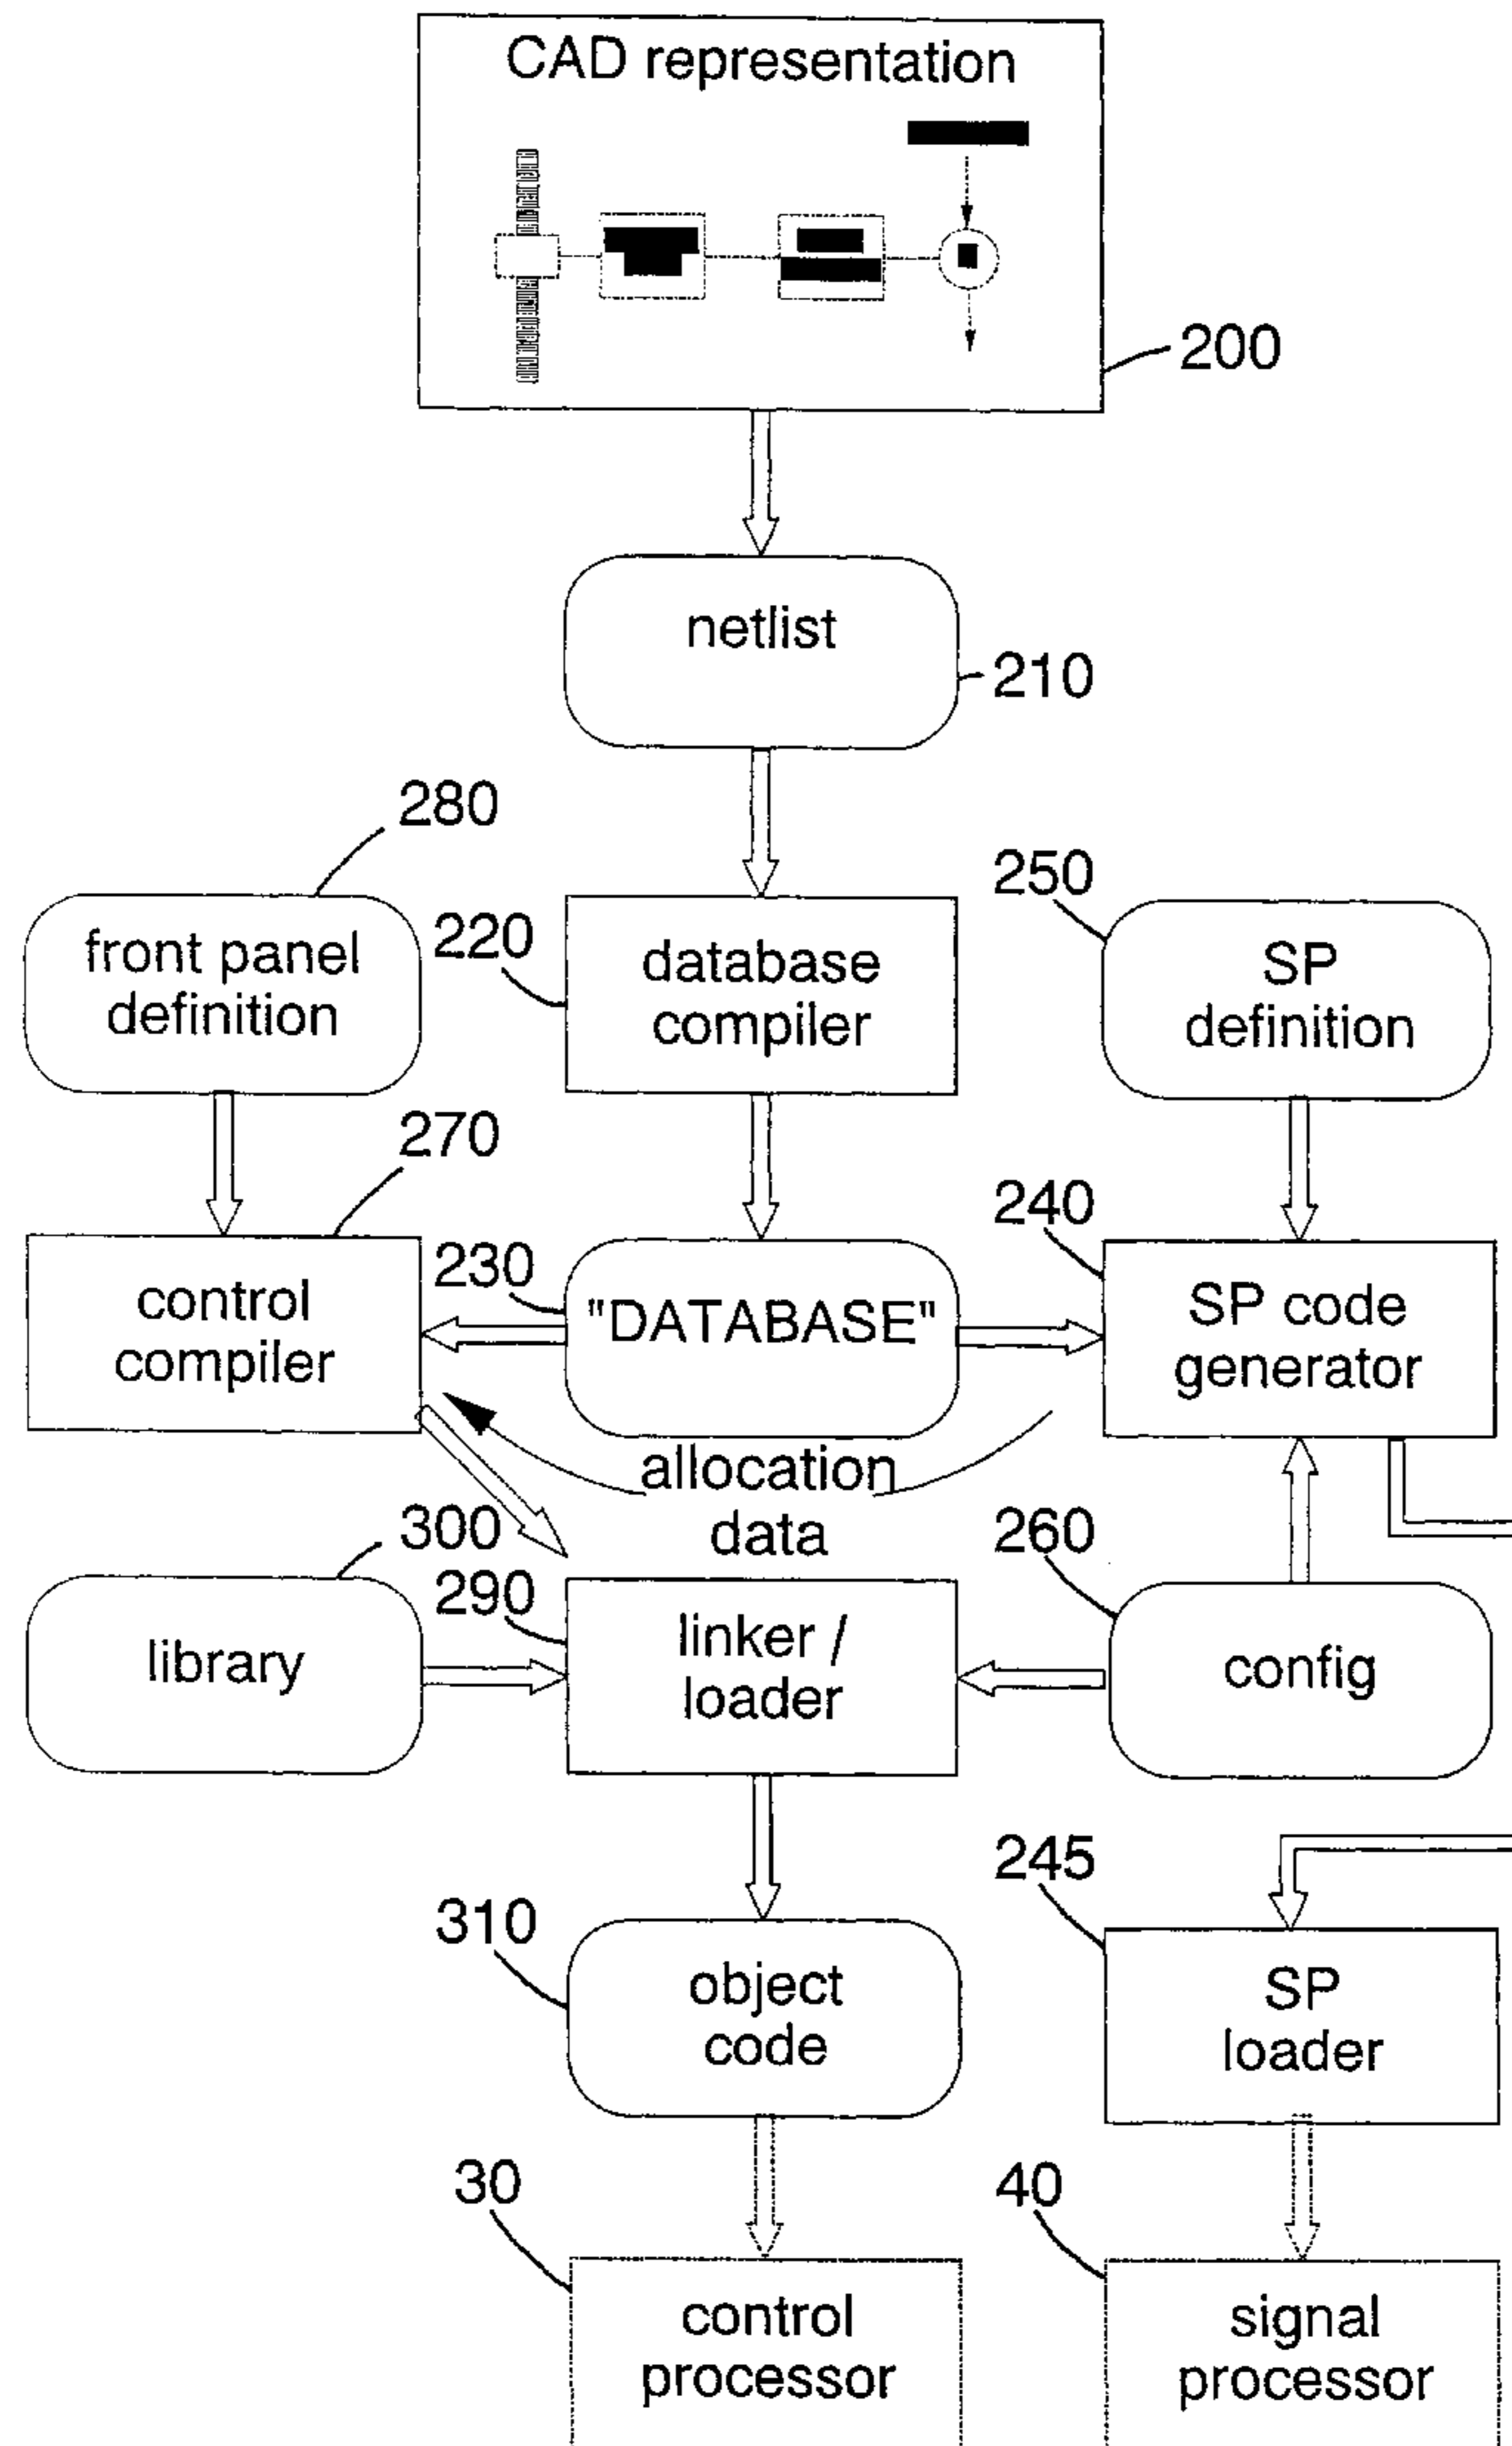 CAD representation
200
netlist
210
280
250
front panel
definition
220
database
compiler
SP
definition
270
240
control
compiler
230
"DATABASE"
SP code
generator
allocation
data
300
260
290
library
linker /
loader
config
245
310
object
code
SP
loader
30
40
control
processor
signal
processor